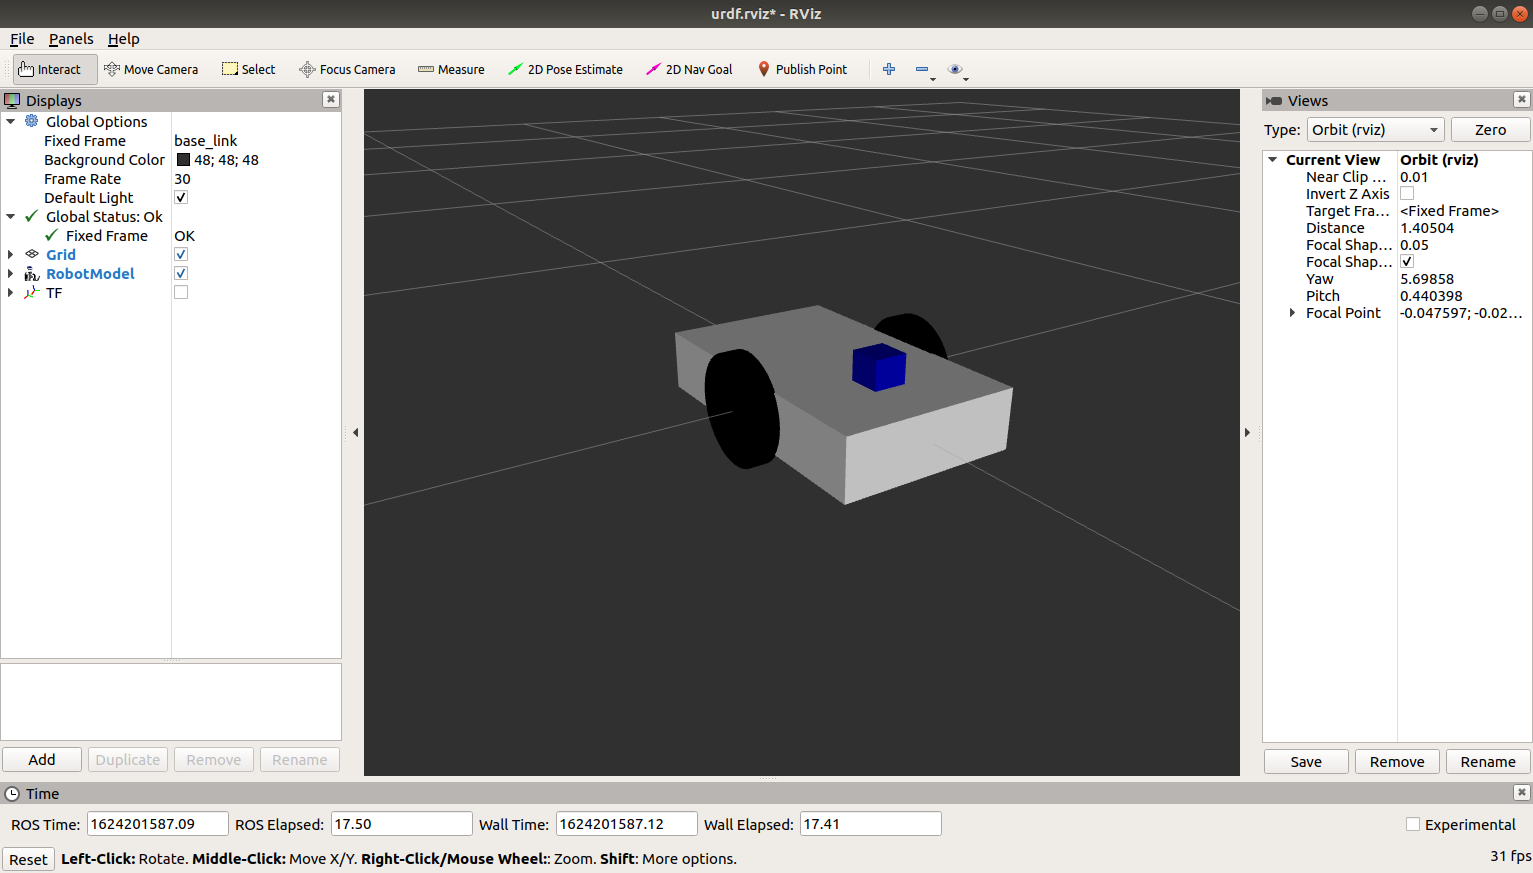 urdf.rviz* - RViz
File Panels Help
Interact Move Camera Select Focus Camera Measure 2D Pose Estimate 2D Nav Goal Publish Point
Displays
Global Options
Fixed Frame base_link
Background Color 48; 48; 48
Frame Rate 30
Default Light
Global Status: Ok
Fixed Frame OK
Grid
RobotModel
TF
Add Duplicate Remove Rename
Views
Type: Orbit (rviz) Zero
Current View Orbit (rviz)
Near Clip ... 0.01
Invert Z Axis
Target Fra... <Fixed Frame>
Distance 1.40504
Focal Shap... 0.05
Focal Shap...
Yaw 5.69858
Pitch 0.440398
Focal Point -0.047597; -0.02...
Save Remove Rename
Time
ROS Time: 1624201587.09 ROS Elapsed: 17.50 Wall Time: 1624201587.12 Wall Elapsed: 17.41 Experimental
Reset Left-Click: Rotate. Middle-Click: Move X/Y. Right-Click/Mouse Wheel:: Zoom. Shift: More options. 31 fps